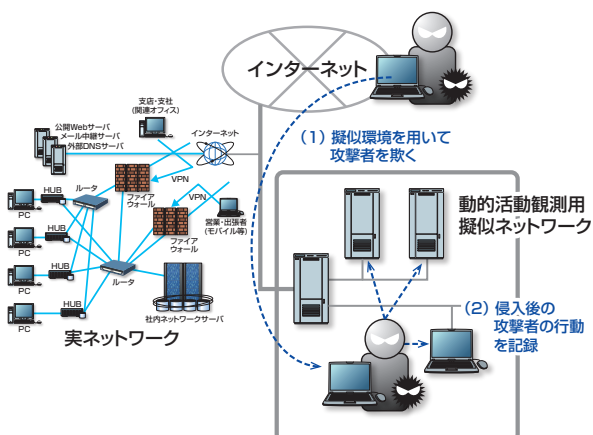 インターネット
(1) 擬似環境を用いて
攻撃者を欺く
支店・支社
(関連オフィス)
公開Webサーバ
メール中継サーバ
外部DNSサーバ
インターネット
VPN
ルータ
HUB
PC
ファイア
ウォール
VPN
営業・出張者
(モバイル等)
HUB
PC
ファイア
ウォール
HUB
PC
ルータ
HUB
PC
社内ネットワークサーバ
実ネットワーク
動的活動観測用
擬似ネットワーク
(2) 侵入後の
攻撃者の行動
を記録